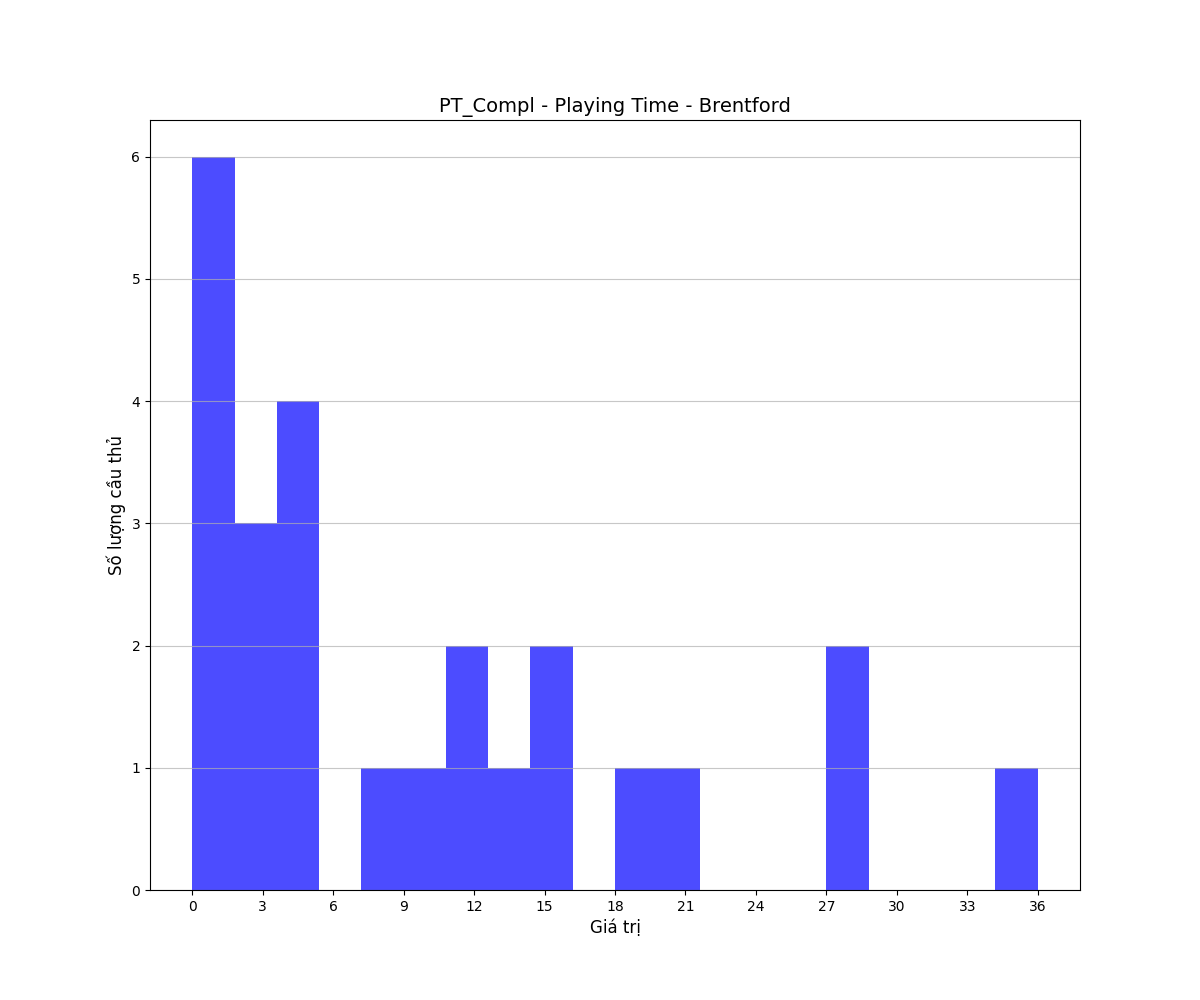 PT_Compl - Playing Time - Brentford
6
5
4
3
2
1
0
Số lượng cầu thủ
0 3 6 9 12 15 18 21 24 27 30 33 36
Giá trị